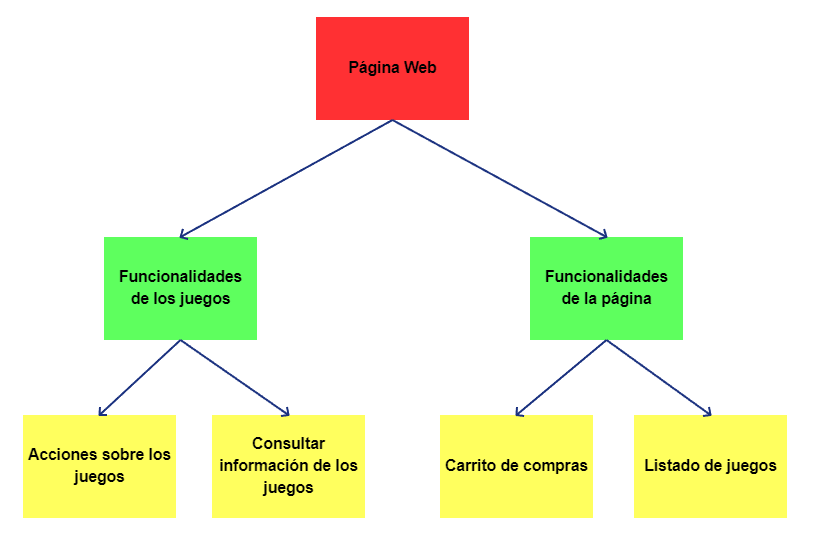 Página Web
Funcionalidades
de los juegos
Funcionalidades
de la página
Acciones sobre los
juegos
Consultar
información de los
juegos
Carrito de compras
Listado de juegos